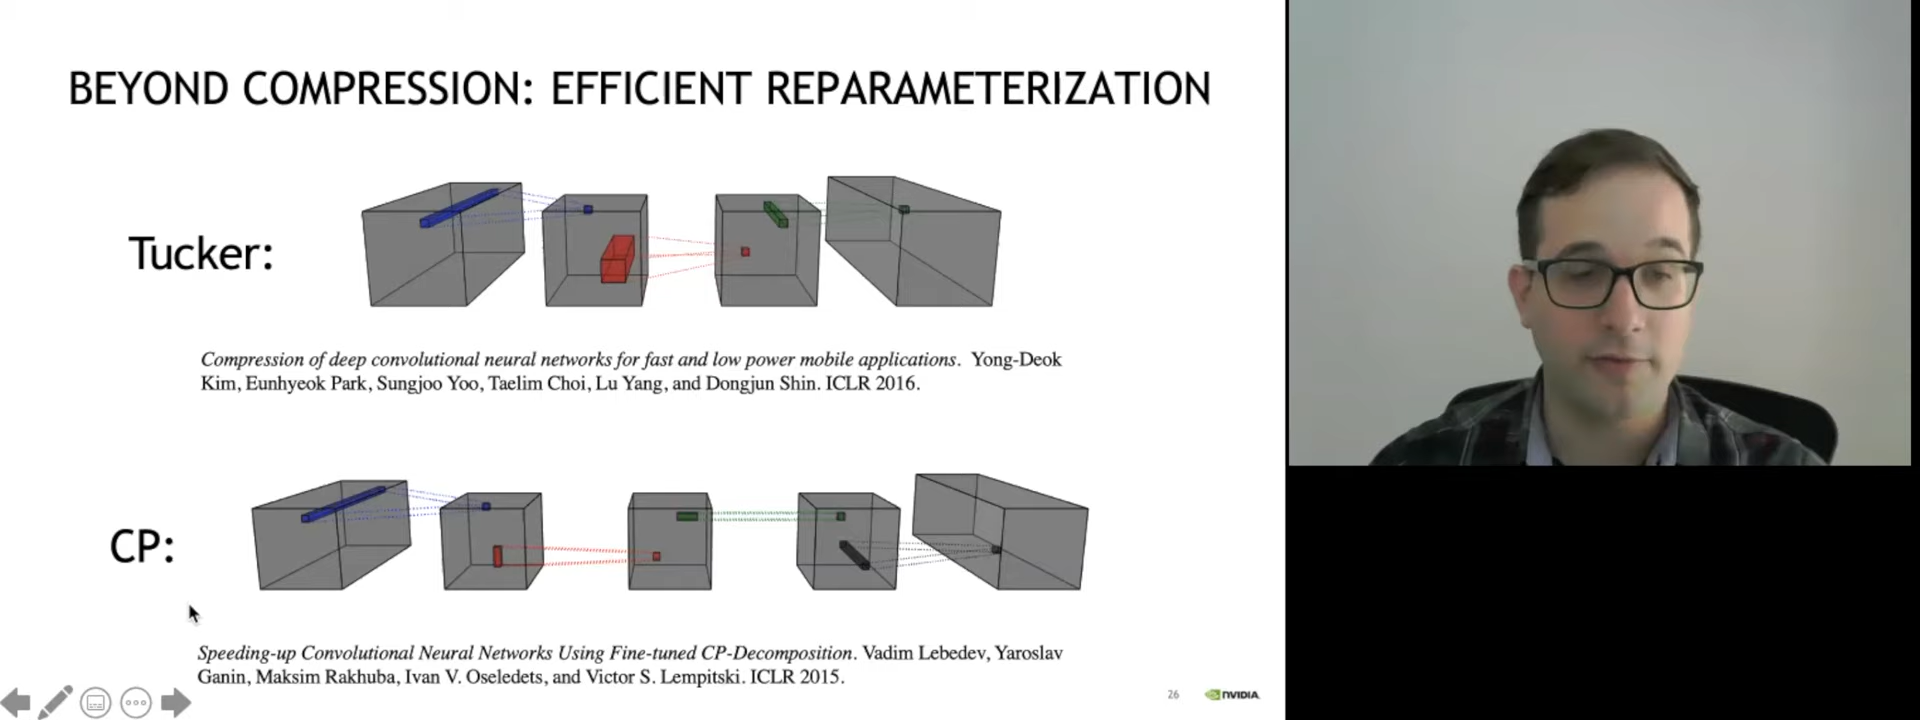 BEYOND COMPRESSION: EFFICIENT REPARAMETERIZATION
Tucker:
Compression of deep convolutional neural networks for fast and low power mobile applications. Yong-Deok
Kim, Eunhyeok Park, Sungjoo Yoo, Taelim Choi, Lu Yang, and Dongjun Shin. ICLR 2016.
CP:
Speeding-up Convolutional Neural Networks Using Fine-tuned CP-Decomposition. Vadim Lebedev, Yaroslav
Ganin, Maksim Rakhuba, Ivan V. Oseledets, and Victor S. Lempitski. ICLR 2015.
26
NVIDIA.